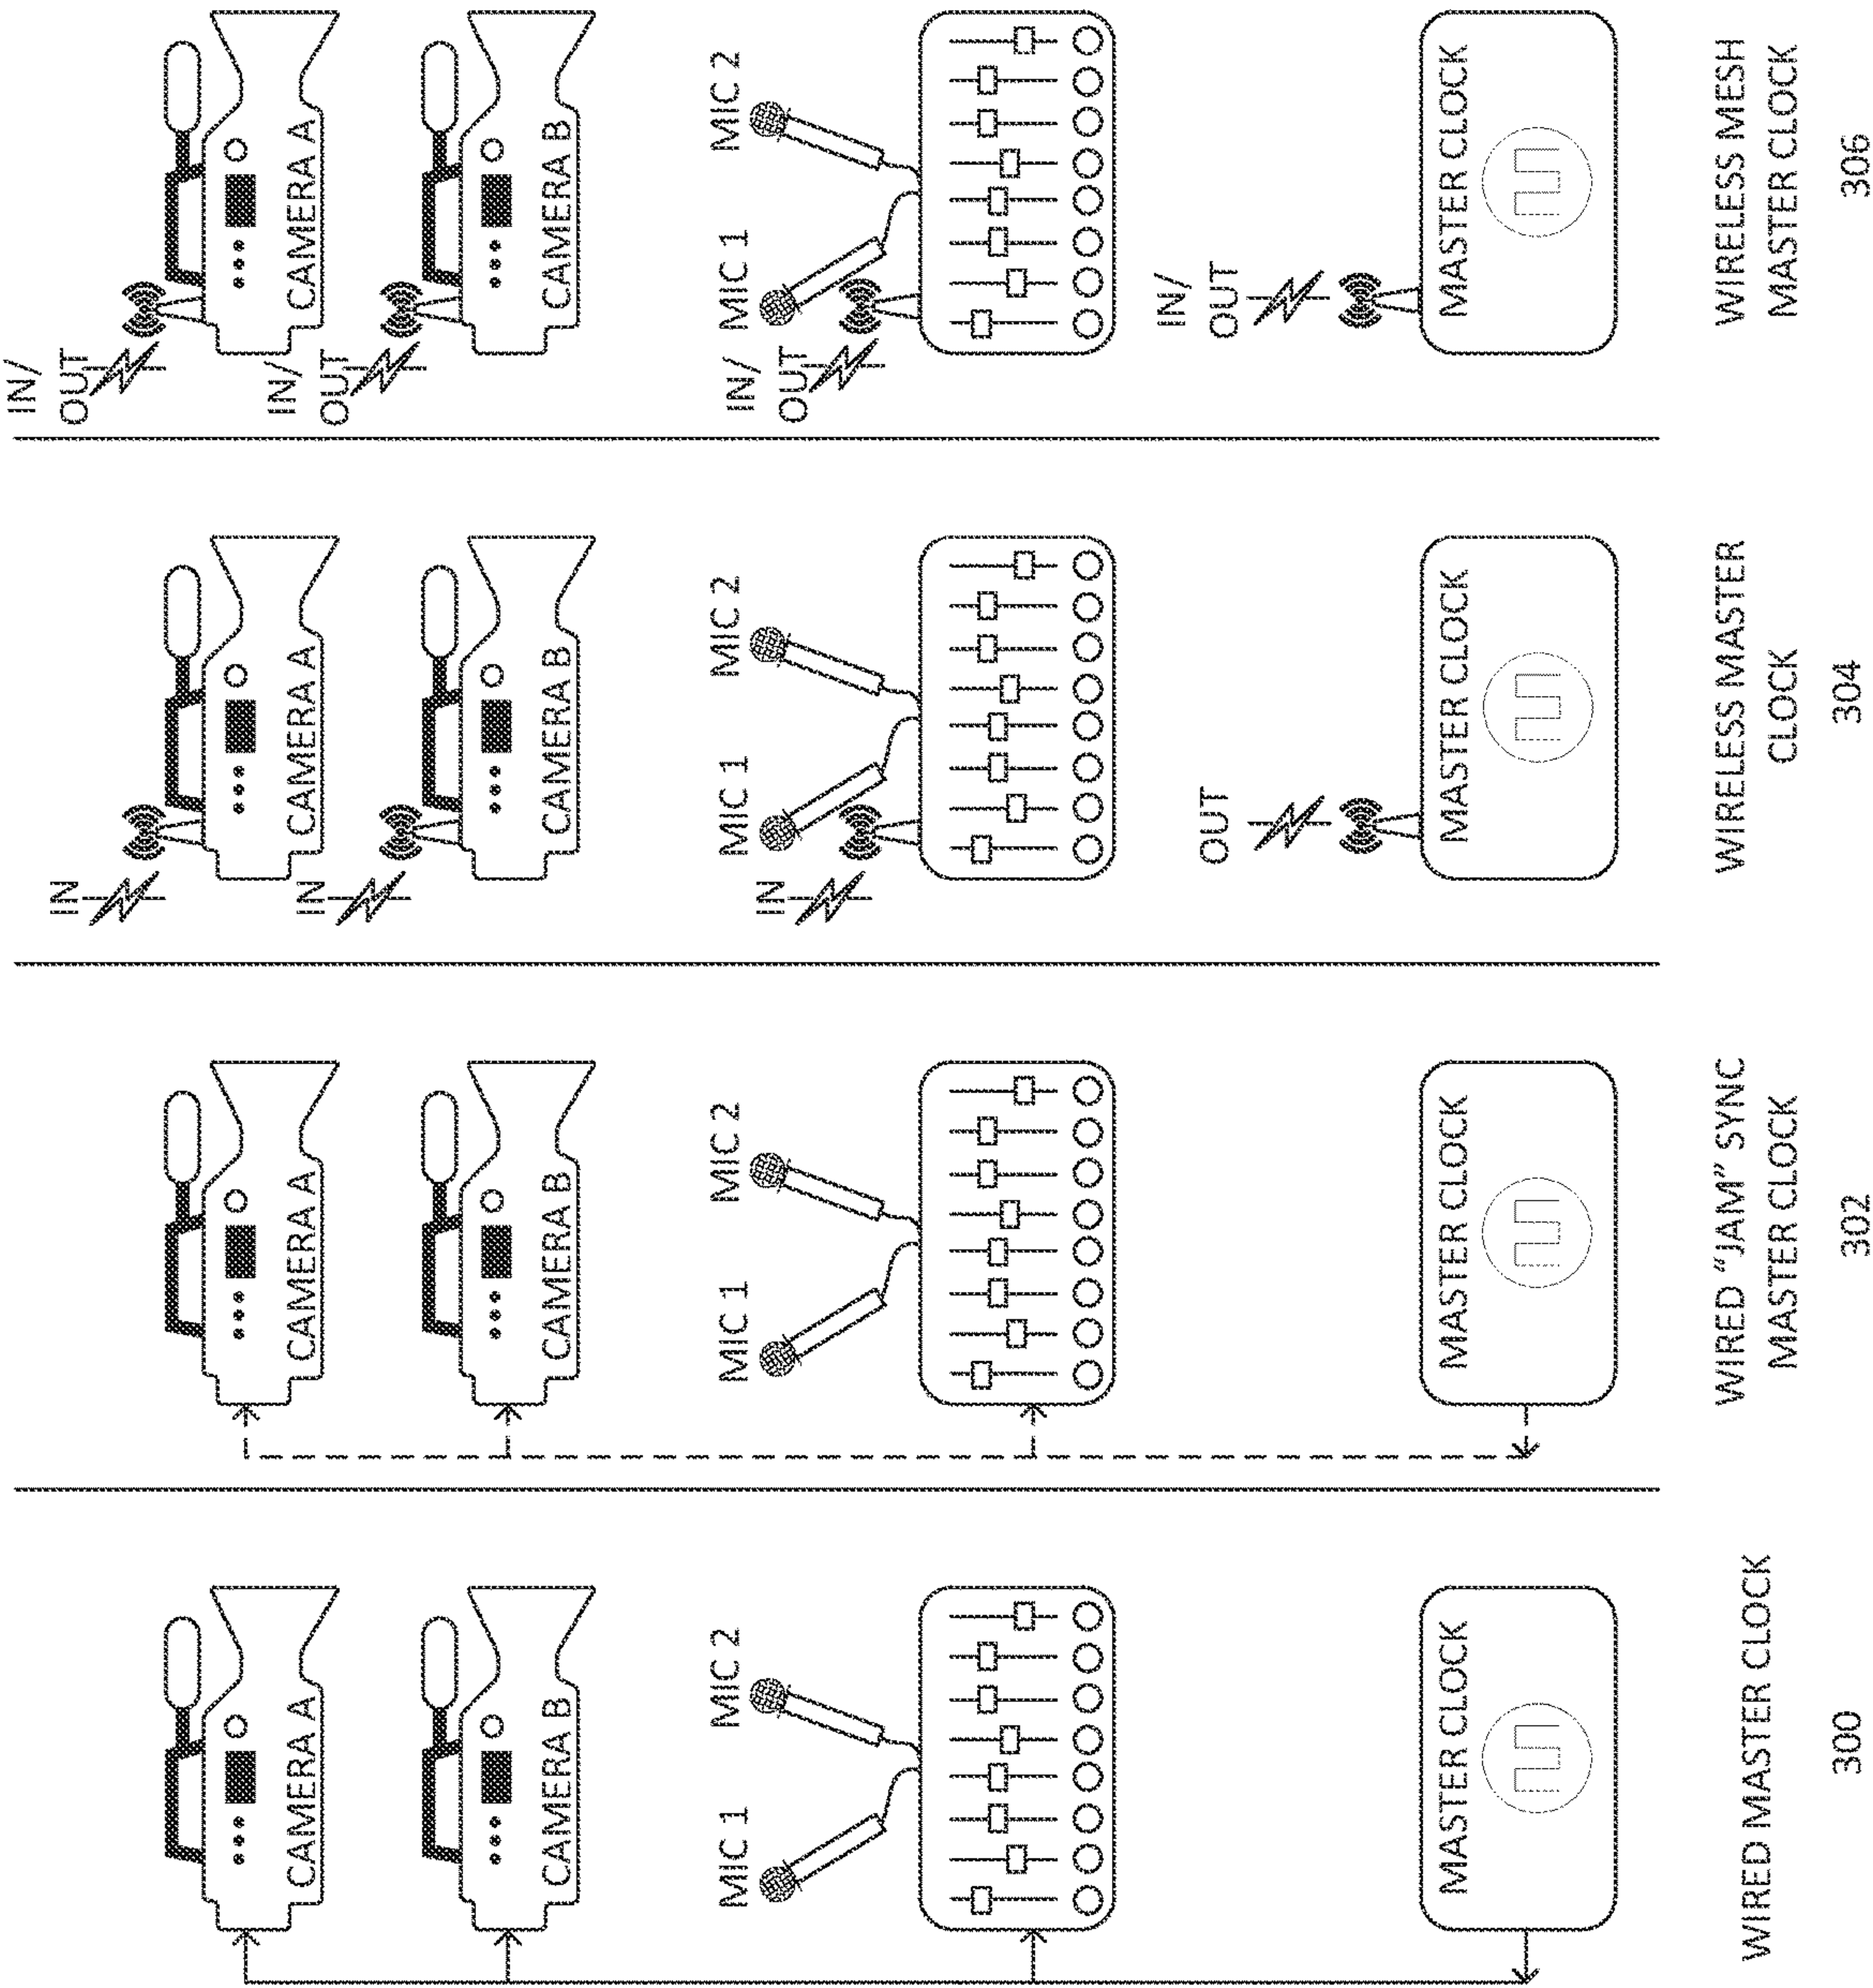 CAMERA A
CAMERA B
MIC 1
MIC 2
MASTER CLOCK
WIRED MASTER CLOCK
300
CAMERA A
CAMERA B
MIC 1
MIC 2
MASTER CLOCK
WIRED "JAM" SYNC
MASTER CLOCK
302
IN
CAMERA A
IN
CAMERA B
MIC 1
MIC 2
IN
OUT
MASTER CLOCK
WIRELESS MASTER
CLOCK
304
IN/
OUT
CAMERA A
IN/
OUT
CAMERA B
IN/
OUT
MIC 1
MIC 2
IN/
OUT
MASTER CLOCK
WIRELESS MESH
MASTER CLOCK
306